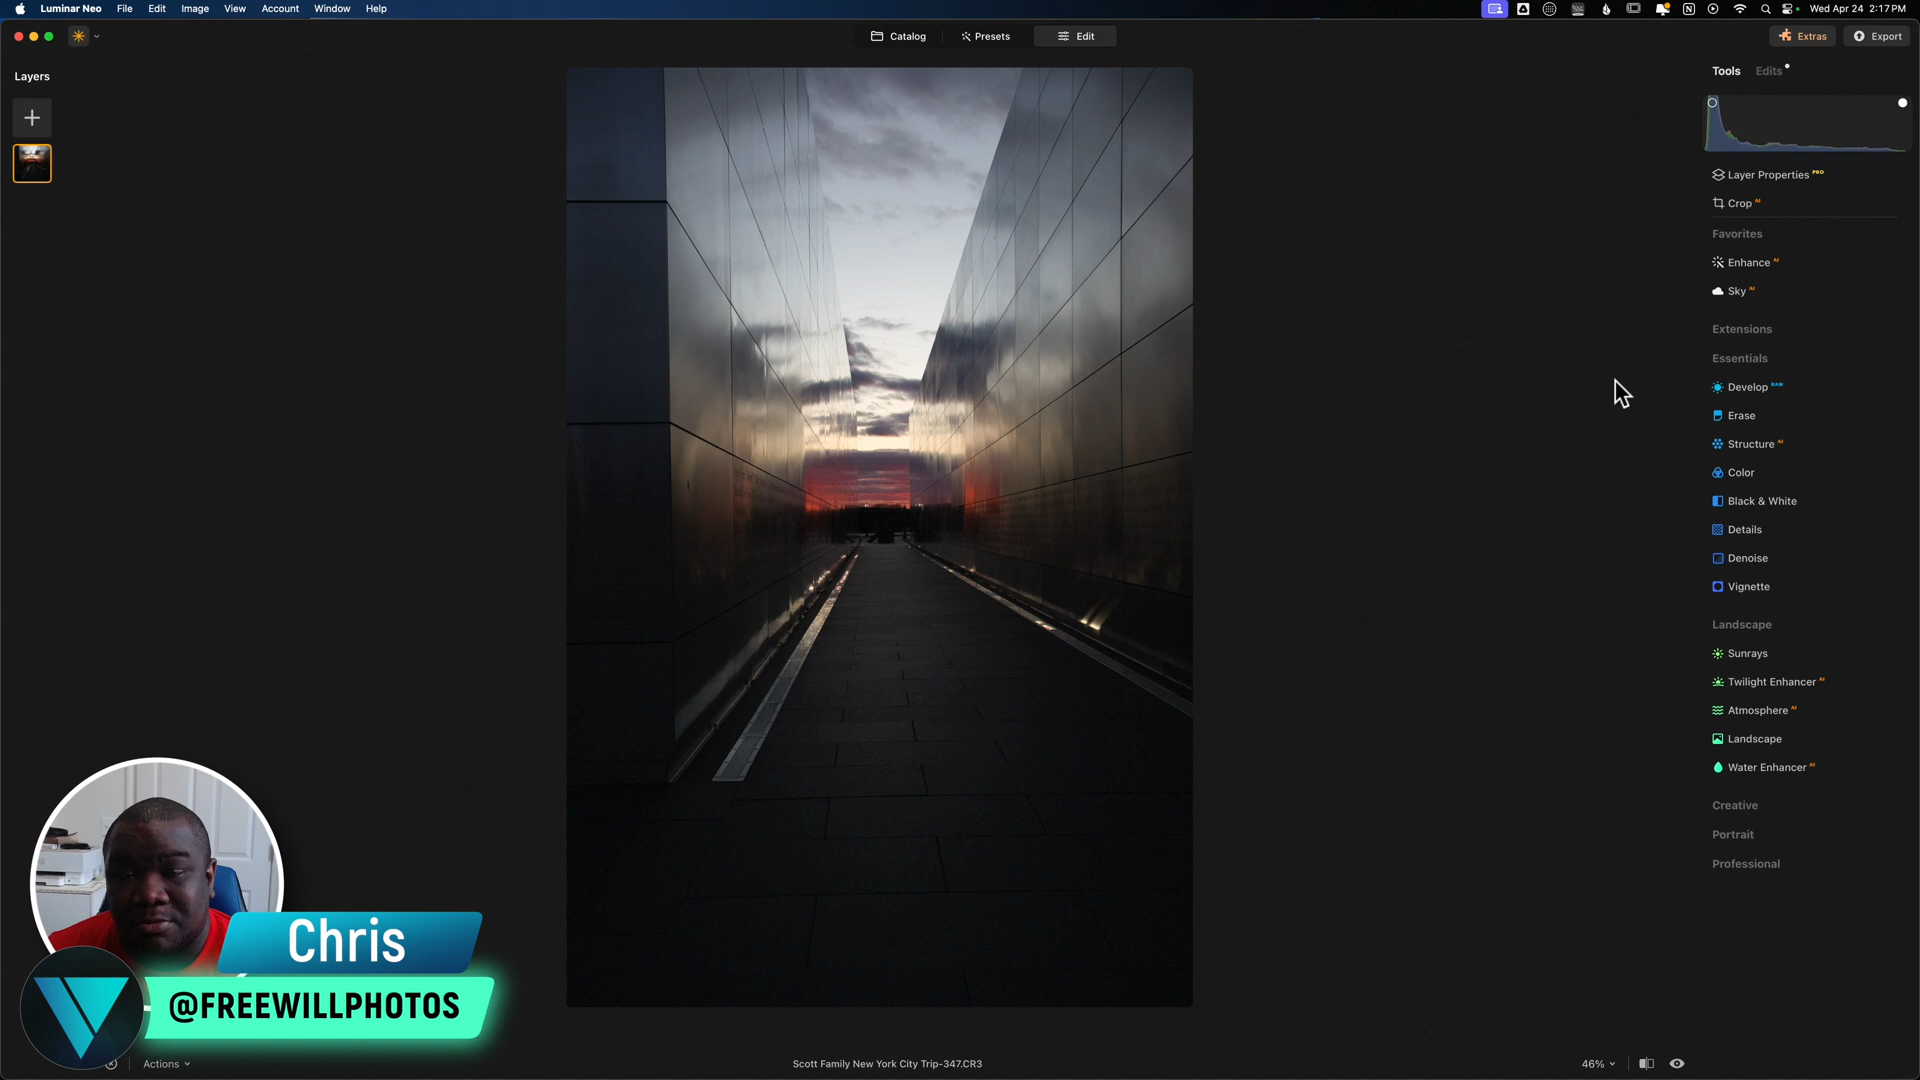 Luminar Neo File Edit Image View Account Window Help
Wed Apr 24 2:17 PM
Catalog Presets Edit
Extras Export
Layers
Tools Edits
Layer Properties PRO
Crop AI
Favorites
Enhance AI
Sky AI
Extensions
Essentials
Develop RAW
Erase
Structure AI
Color
Black & White
Details
Denoise
Vignette
Landscape
Sunrays
Twilight Enhancer AI
Atmosphere AI
Landscape
Water Enhancer AI
Creative
Portrait
Professional
Chris
@FREEWILLPHOTOS
Actions
Scott Family New York City Trip-347.CR3
46%